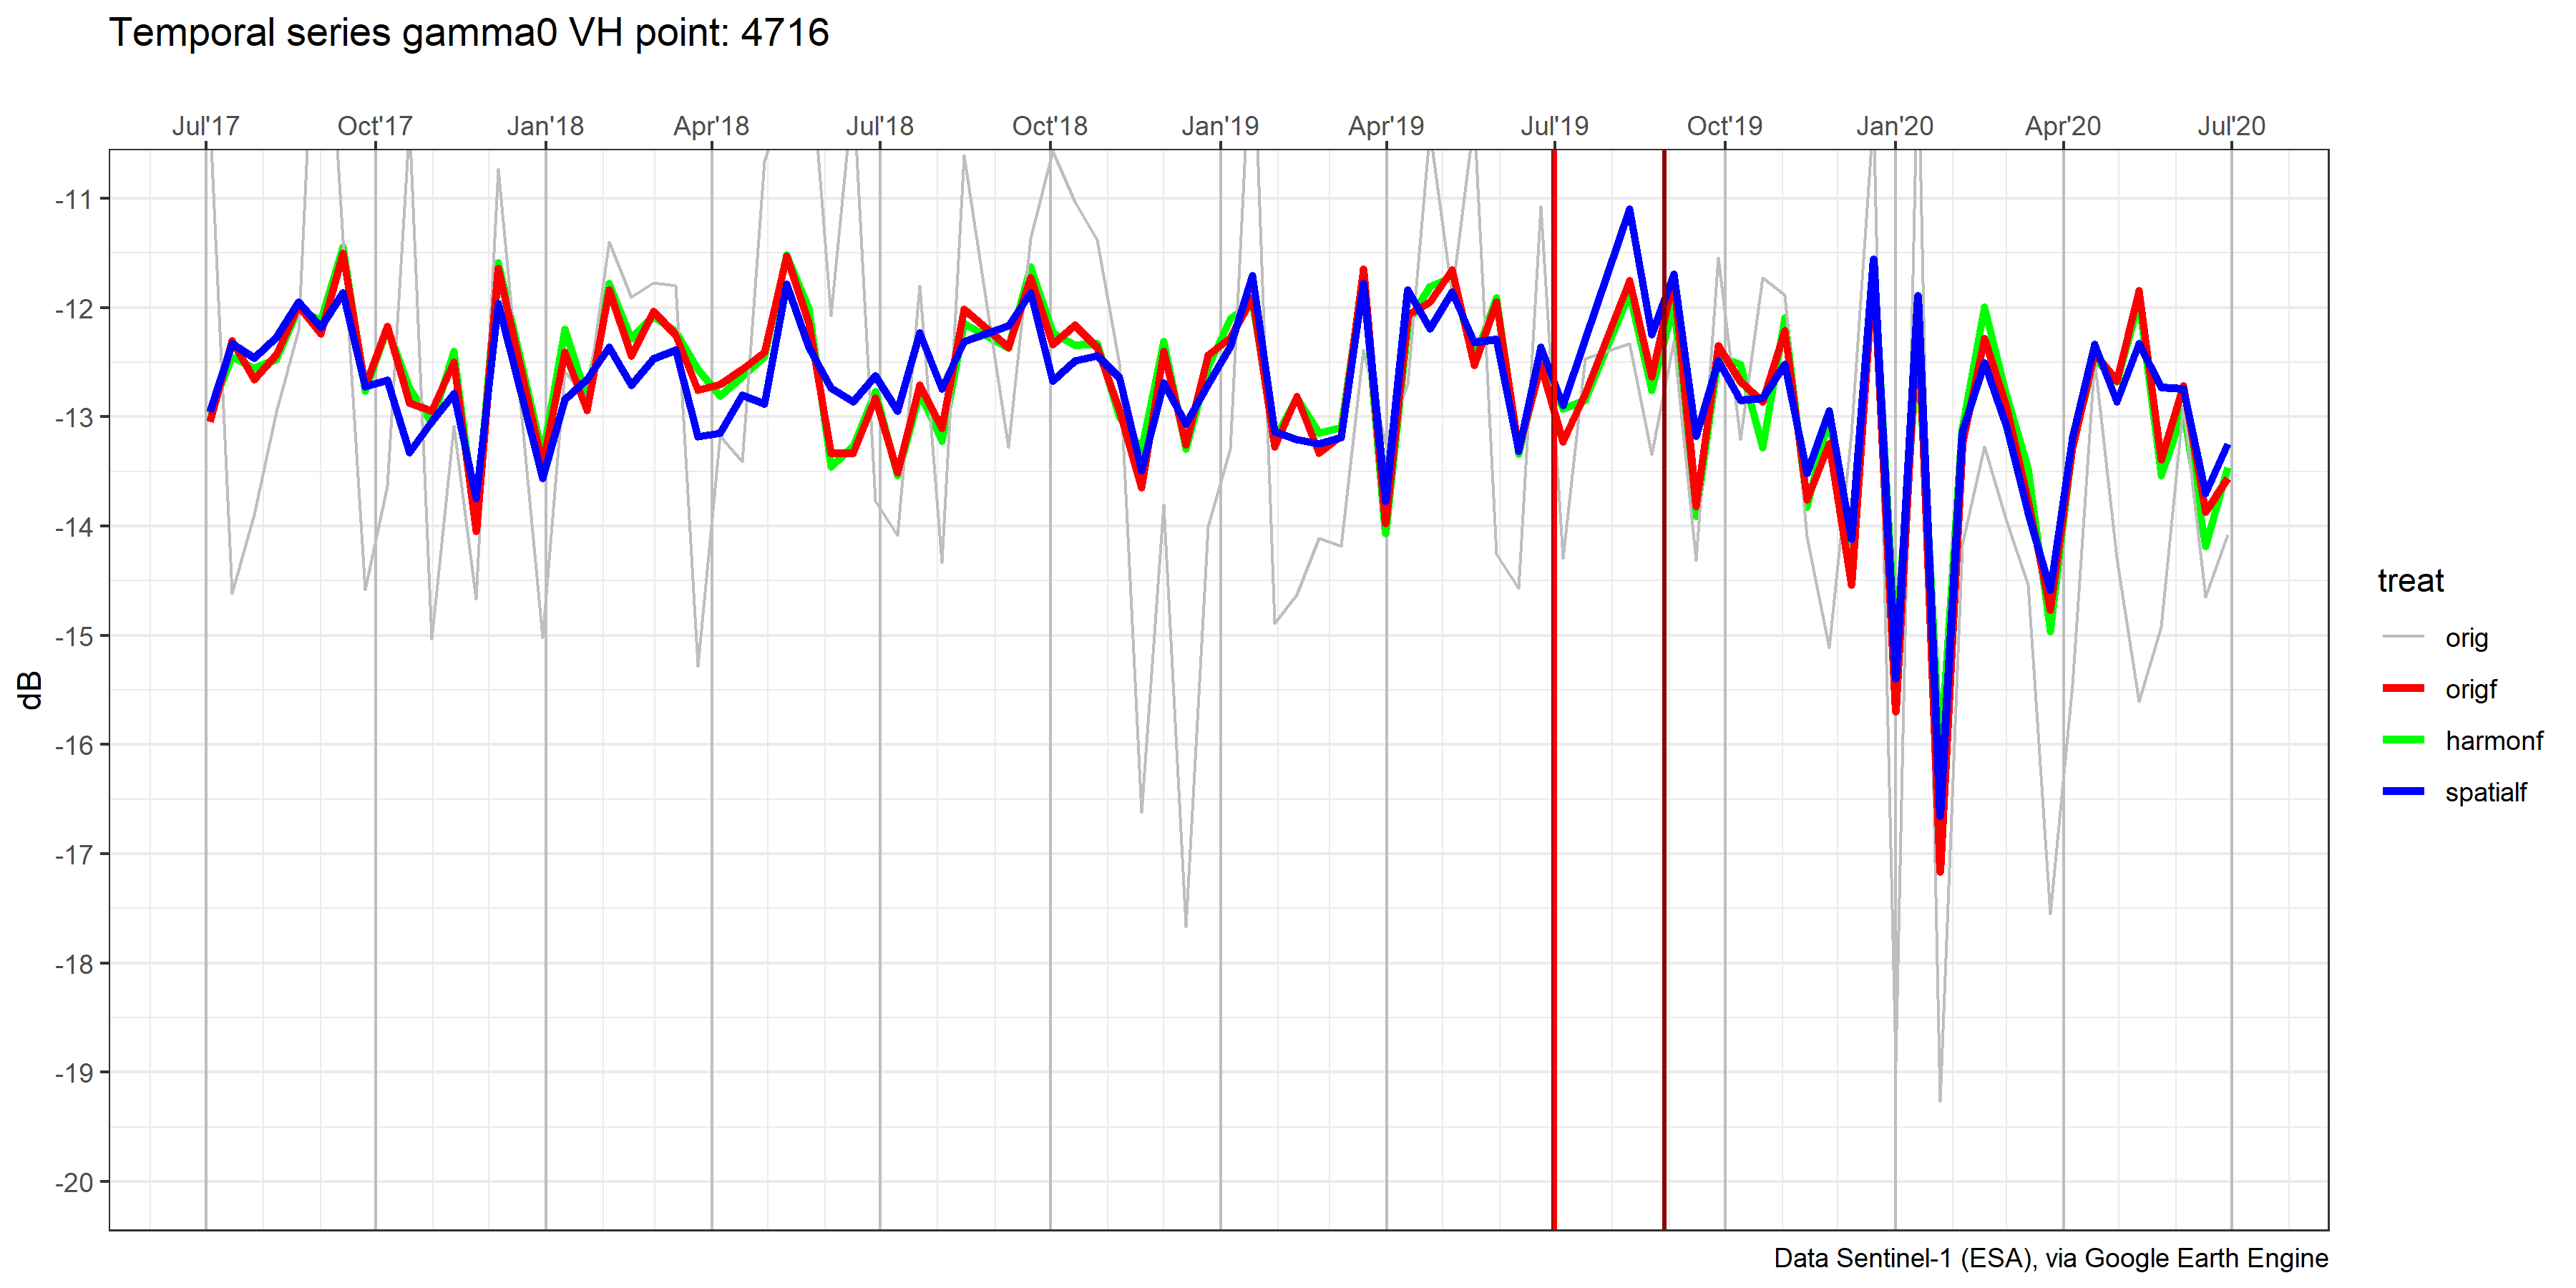 Temporal series gamma0 VH point: 4716
Jul'17 Oct'17 Jan'18 Apr'18 Jul'18 Oct'18 Jan'19 Apr'19 Jul'19 Oct'19 Jan'20 Apr'20 Jul'20
-11
-12
-13
-14
-15
-16
-17
-18
-19
-20
dB
treat
orig
origf
harmonf
spatialf
Data Sentinel-1 (ESA), via Google Earth Engine